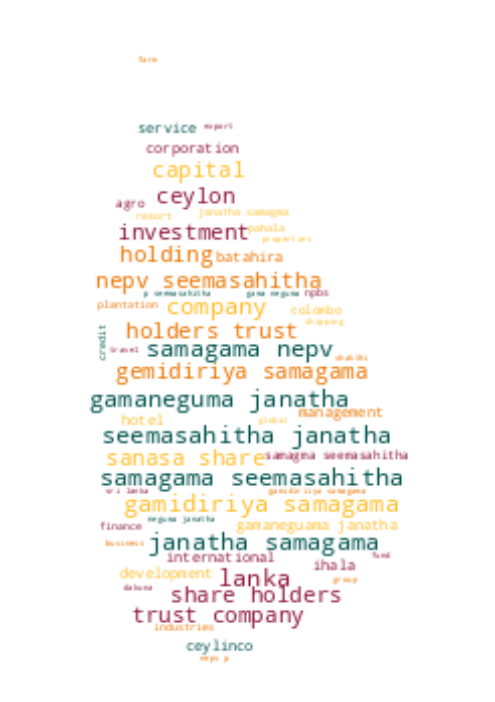 farm
service export
corporation
capital
agro ceylon
resort janatha samagma
investment pahala
properties
holding batahira
nepv seemasahitha
p seemasahitha gama neguma npbs
plantation company colombo
shipping
credit holders trust
travel samagama nepv shakthi
gemidiriya samagama
gamaneguma janatha
hotel global management
seemasahitha janatha
sanasa share samagma seemasahitha
samagama seemasahitha
sri lanka gamidiriya samagama
gamidiriya samagama
neguma janatha
finance gamaneguama janatha
business janatha samagama
international fund
ihala
development lanka group
dakuna share holders
trust company
industries
ceylinco
nepu p